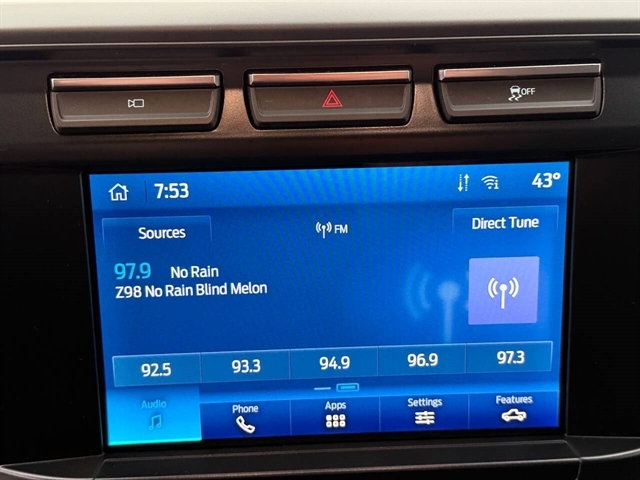 OFF
7:53
43°
Sources
FM
Direct Tune
97.9 No Rain
Z98 No Rain Blind Melon
92.5 93.3 94.9 96.9 97.3
Audio Phone Apps Settings Features